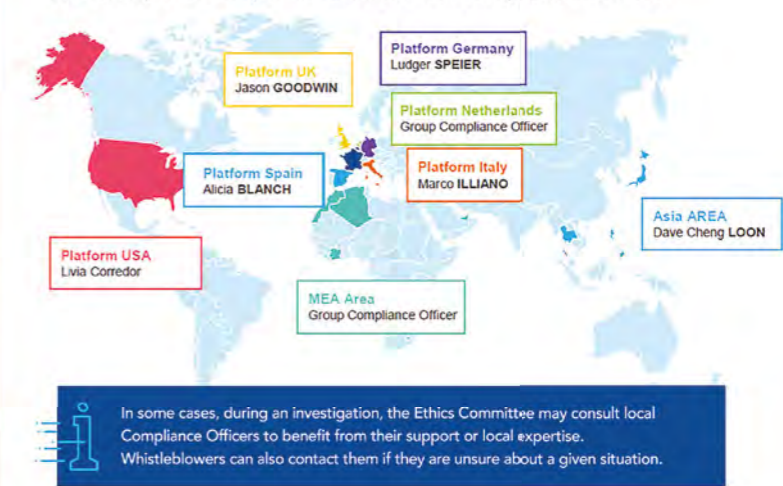 Platform Germany
Ludger SPEIER
Platform UK
Jason GOODWIN
Platform Netherlands
Group Compliance Officer
Platform Spain
Alicia BLANCH
Platform Italy
Marco ILLIANO
Asia AREA
Dave Cheng LOON
Platform USA
Livia Corredor
MEA Area
Group Compliance Officer
In some cases, during an investigation, the Ethics Committee may consult local
Compliance Officers to benefit from their support or local expertise.
Whistleblowers can also contact them if they are unsure about a given situation.